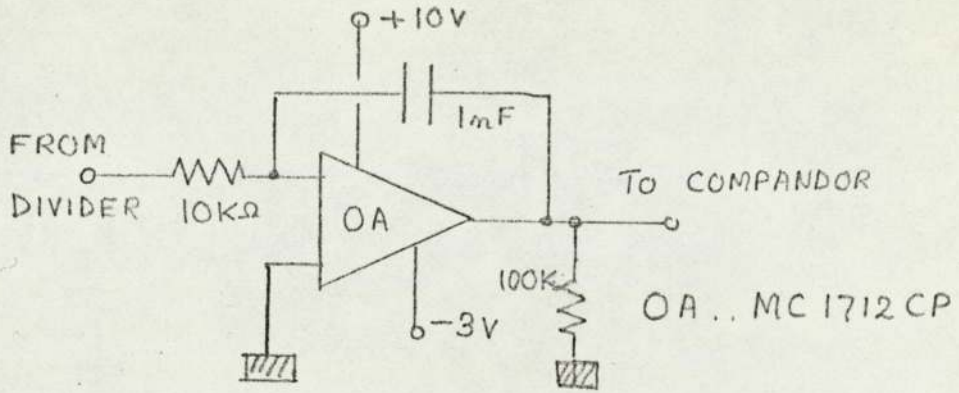 +10V
1mF
FROM
DIVIDER
10KΩ
OA
TO COMPANDOR
100K
-3V
OA.. MC 1712 CP